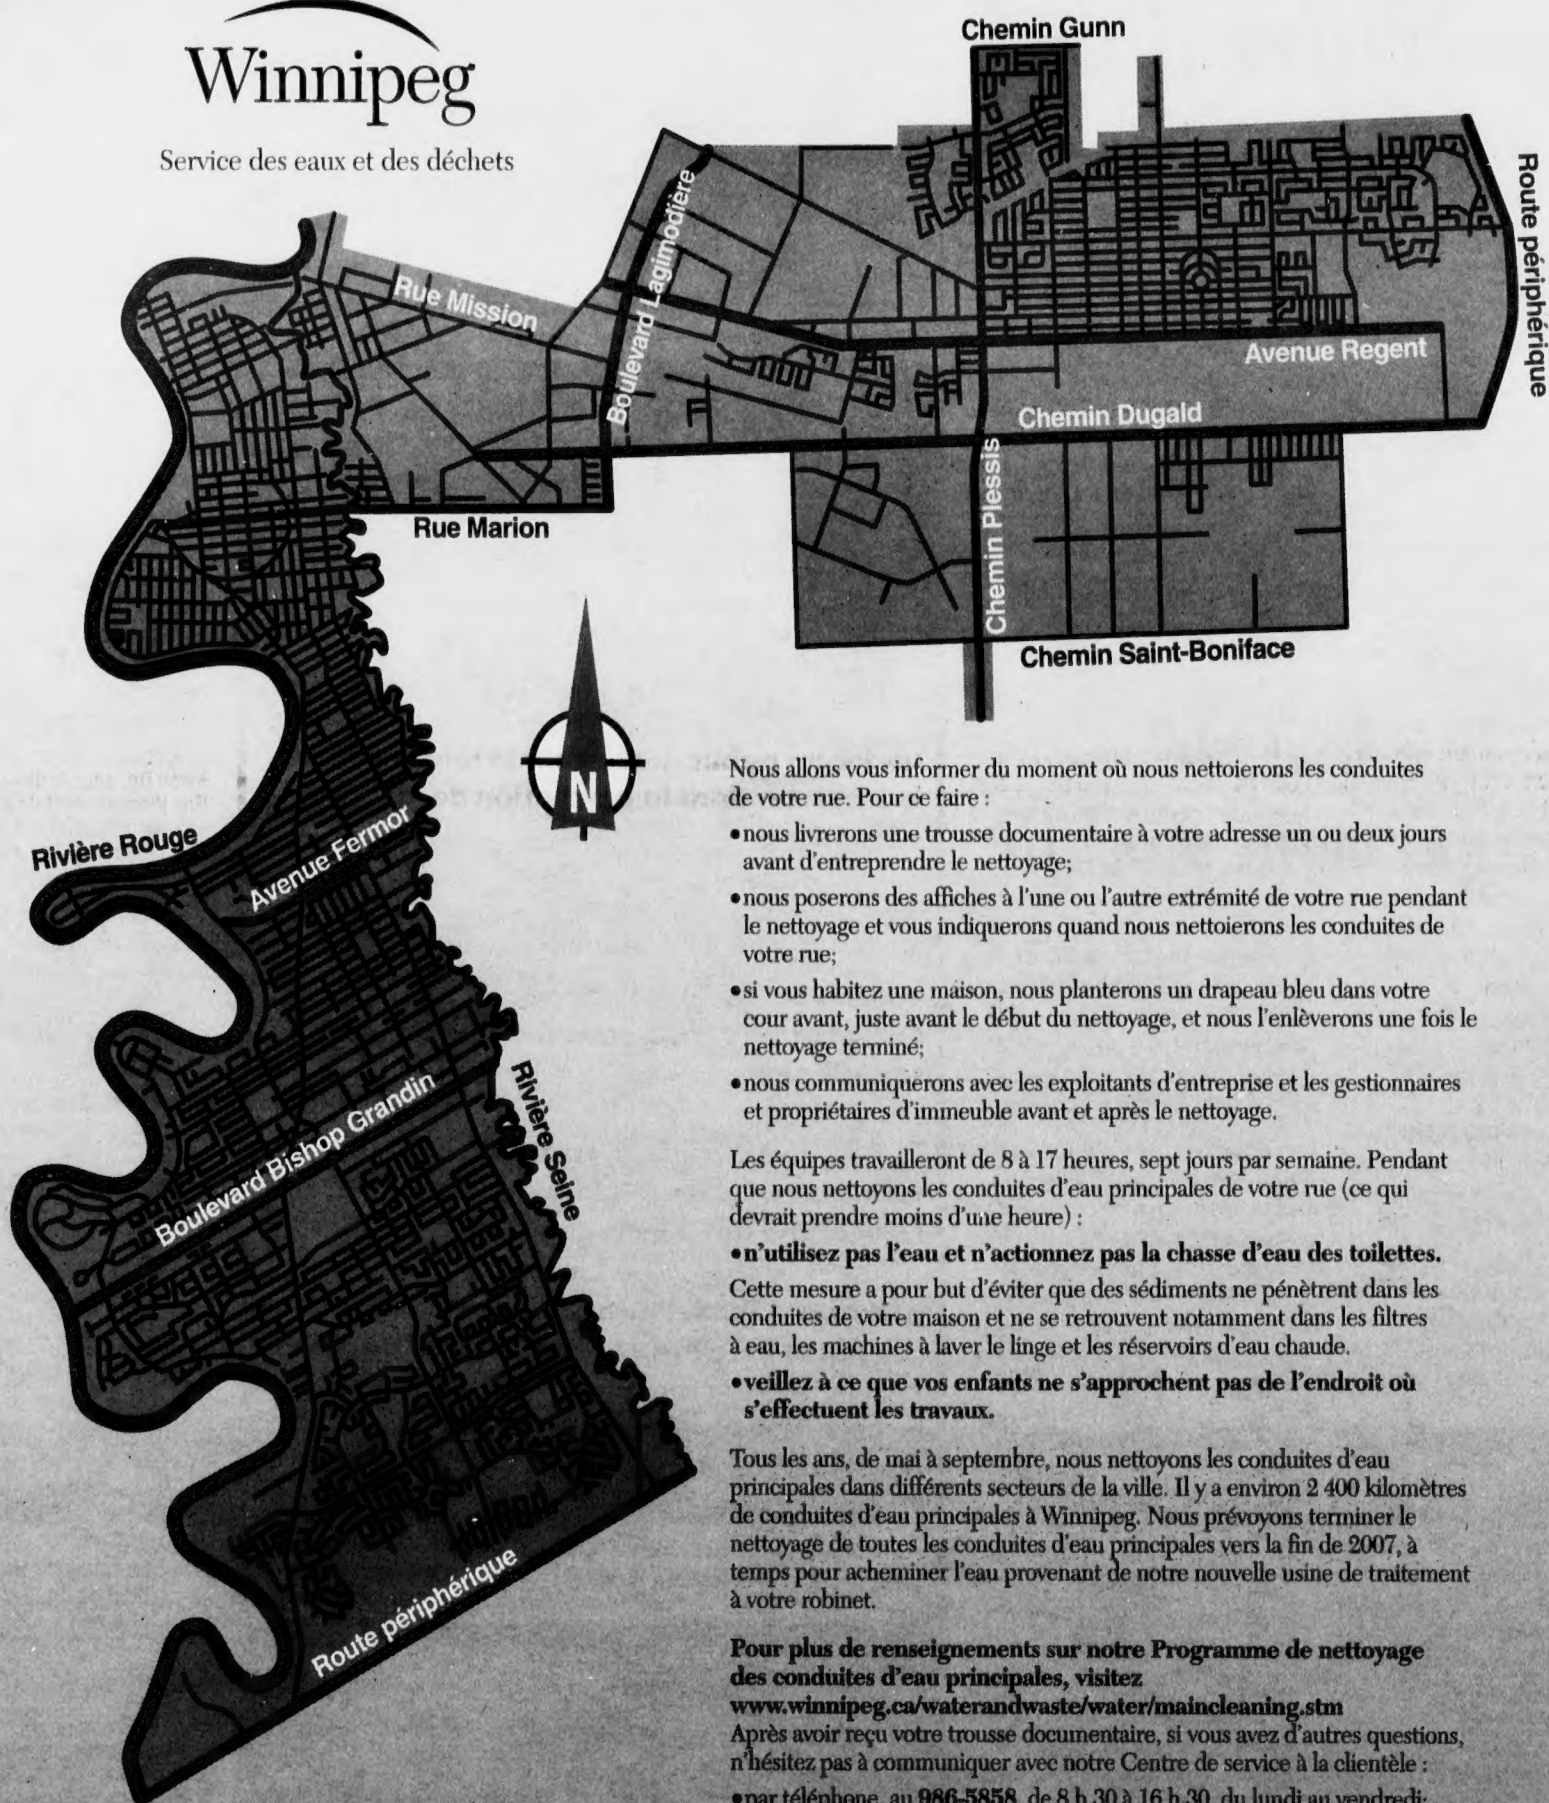 Winnipeg
Service des eaux et des déchets
Chemin Gunn
Route périphérique
Boulevard Lagimodière
Rue Mission
Avenue Regent
Chemin Dugald
Chemin Plessis
Rue Marion
Chemin Saint-Boniface
N
Rivière Rouge
Avenue Fermor
Rivière Seine
Boulevard Bishop Grandin
Route périphérique
Nous allons vous informer du moment où nous nettoierons les conduites
de votre rue. Pour ce faire :
•nous livrerons une trousse documentaire à votre adresse un ou deux jours
avant d'entreprendre le nettoyage;
•nous poserons des affiches à l'une ou l'autre extrémité de votre rue pendant
le nettoyage et vous indiquerons quand nous nettoierons les conduites de
votre rue;
•si vous habitez une maison, nous planterons un drapeau bleu dans votre
cour avant, juste avant le début du nettoyage, et nous l'enlèverons une fois le
nettoyage terminé;
•nous communiquerons avec les exploitants d'entreprise et les gestionnaires
et propriétaires d'immeuble avant et après le nettoyage.
Les équipes travailleront de 8 à 17 heures, sept jours par semaine. Pendant
que nous nettoyons les conduites d'eau principales de votre rue (ce qui
devrait prendre moins d'une heure) :
•n'utilisez pas l'eau et n'actionnez pas la chasse d'eau des toilettes.
Cette mesure a pour but d'éviter que des sédiments ne pénètrent dans les
conduites de votre maison et ne se retrouvent notamment dans les filtres
à eau, les machines à laver le linge et les réservoirs d'eau chaude.
•veillez à ce que vos enfants ne s'approchent pas de l'endroit où
s'effectuent les travaux.
Tous les ans, de mai à septembre, nous nettoyons les conduites d'eau
principales dans différents secteurs de la ville. Il y a environ 2 400 kilomètres
de conduites d'eau principales à Winnipeg. Nous prévoyons terminer le
nettoyage de toutes les conduites d'eau principales vers la fin de 2007, à
temps pour acheminer l'eau provenant de notre nouvelle usine de traitement
à votre robinet.
Pour plus de renseignements sur notre Programme de nettoyage
des conduites d'eau principales, visitez
www.winnipeg.ca/waterandwaste/water/maincleaning.stm
Après avoir reçu votre trousse documentaire, si vous avez d'autres questions,
n'hésitez pas à communiquer avec notre Centre de service à la clientèle :
•par téléphone, au 986-5858, de 8 h 30 à 16 h 30, du lundi au vendredi;